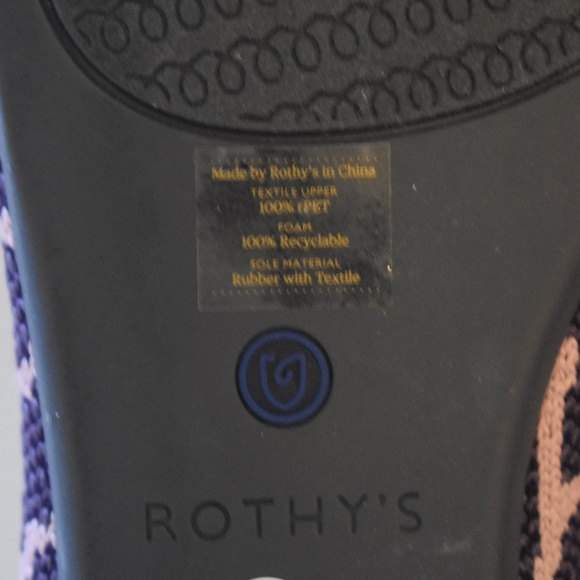 Made by Rothy's in China
TEXTILE UPPER
100% rPET
FOAM
100% Recyclable
SOLE MATERIAL
Rubber with Textile
ROTHY'S